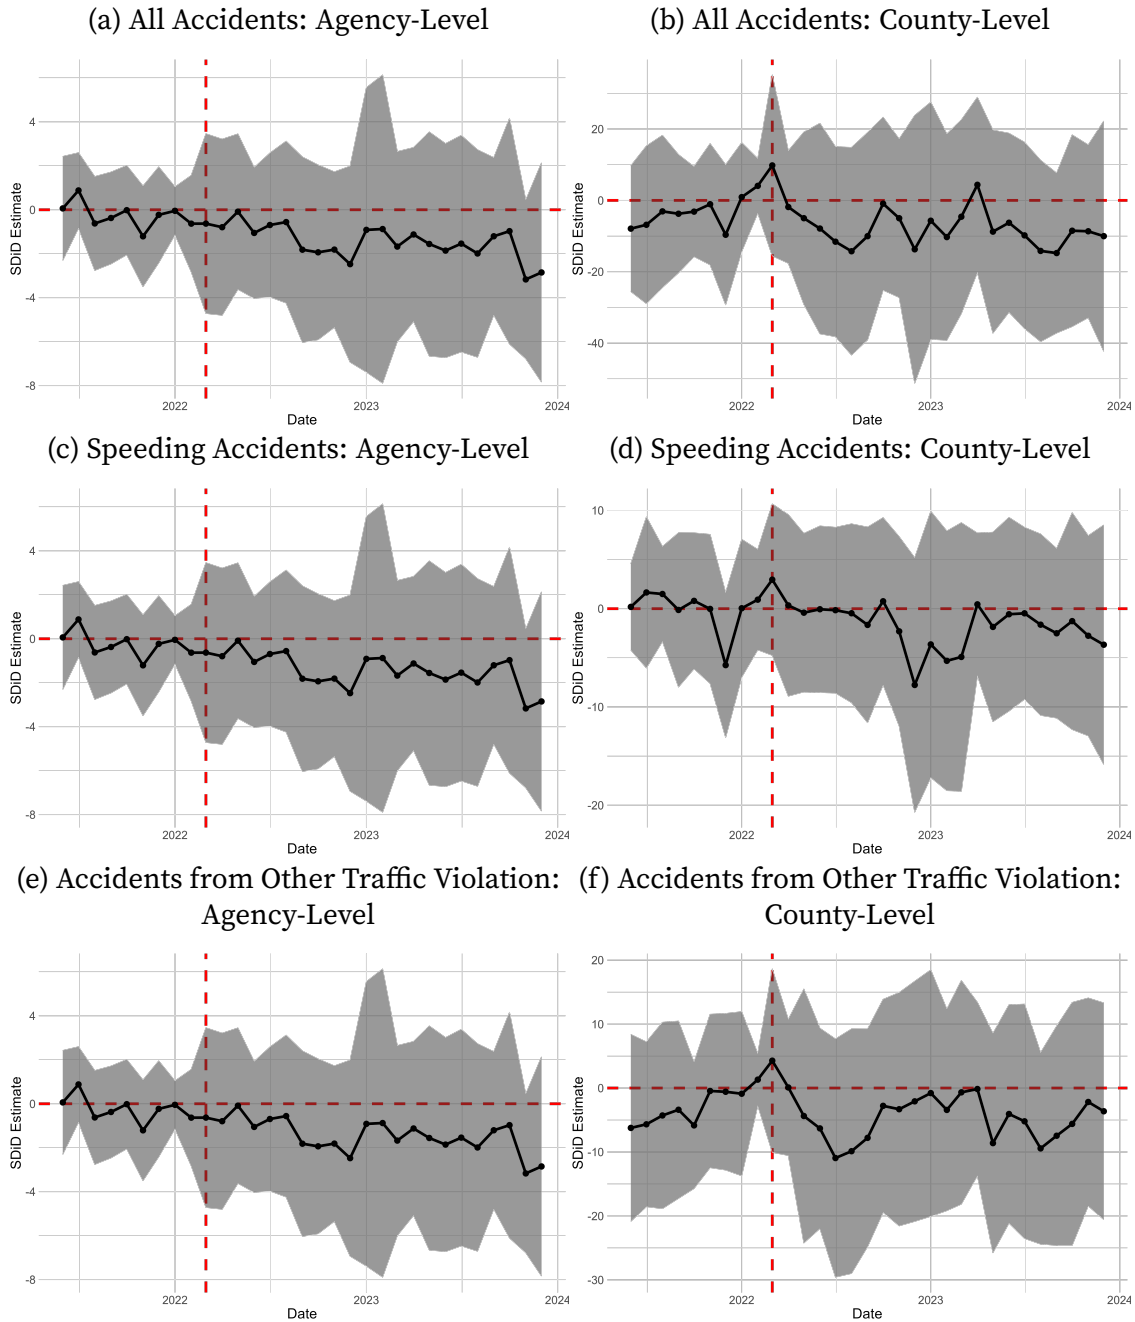 (a) All Accidents: Agency-Level
4
0
-4
-8
SDiD Estimate
2022
2023
2024
Date
(b) All Accidents: County-Level
20
0
-20
-40
SDiD Estimate
2022
2023
2024
Date
(c) Speeding Accidents: Agency-Level
4
0
-4
-8
SDiD Estimate
2022
2023
2024
Date
(d) Speeding Accidents: County-Level
10
0
-10
-20
SDiD Estimate
2022
2023
2024
Date
(e) Accidents from Other Traffic Violation:
Agency-Level
4
0
-4
-8
SDiD Estimate
2022
2023
2024
Date
(f) Accidents from Other Traffic Violation:
County-Level
20
10
0
-10
-20
-30
SDiD Estimate
2022
2023
2024
Date